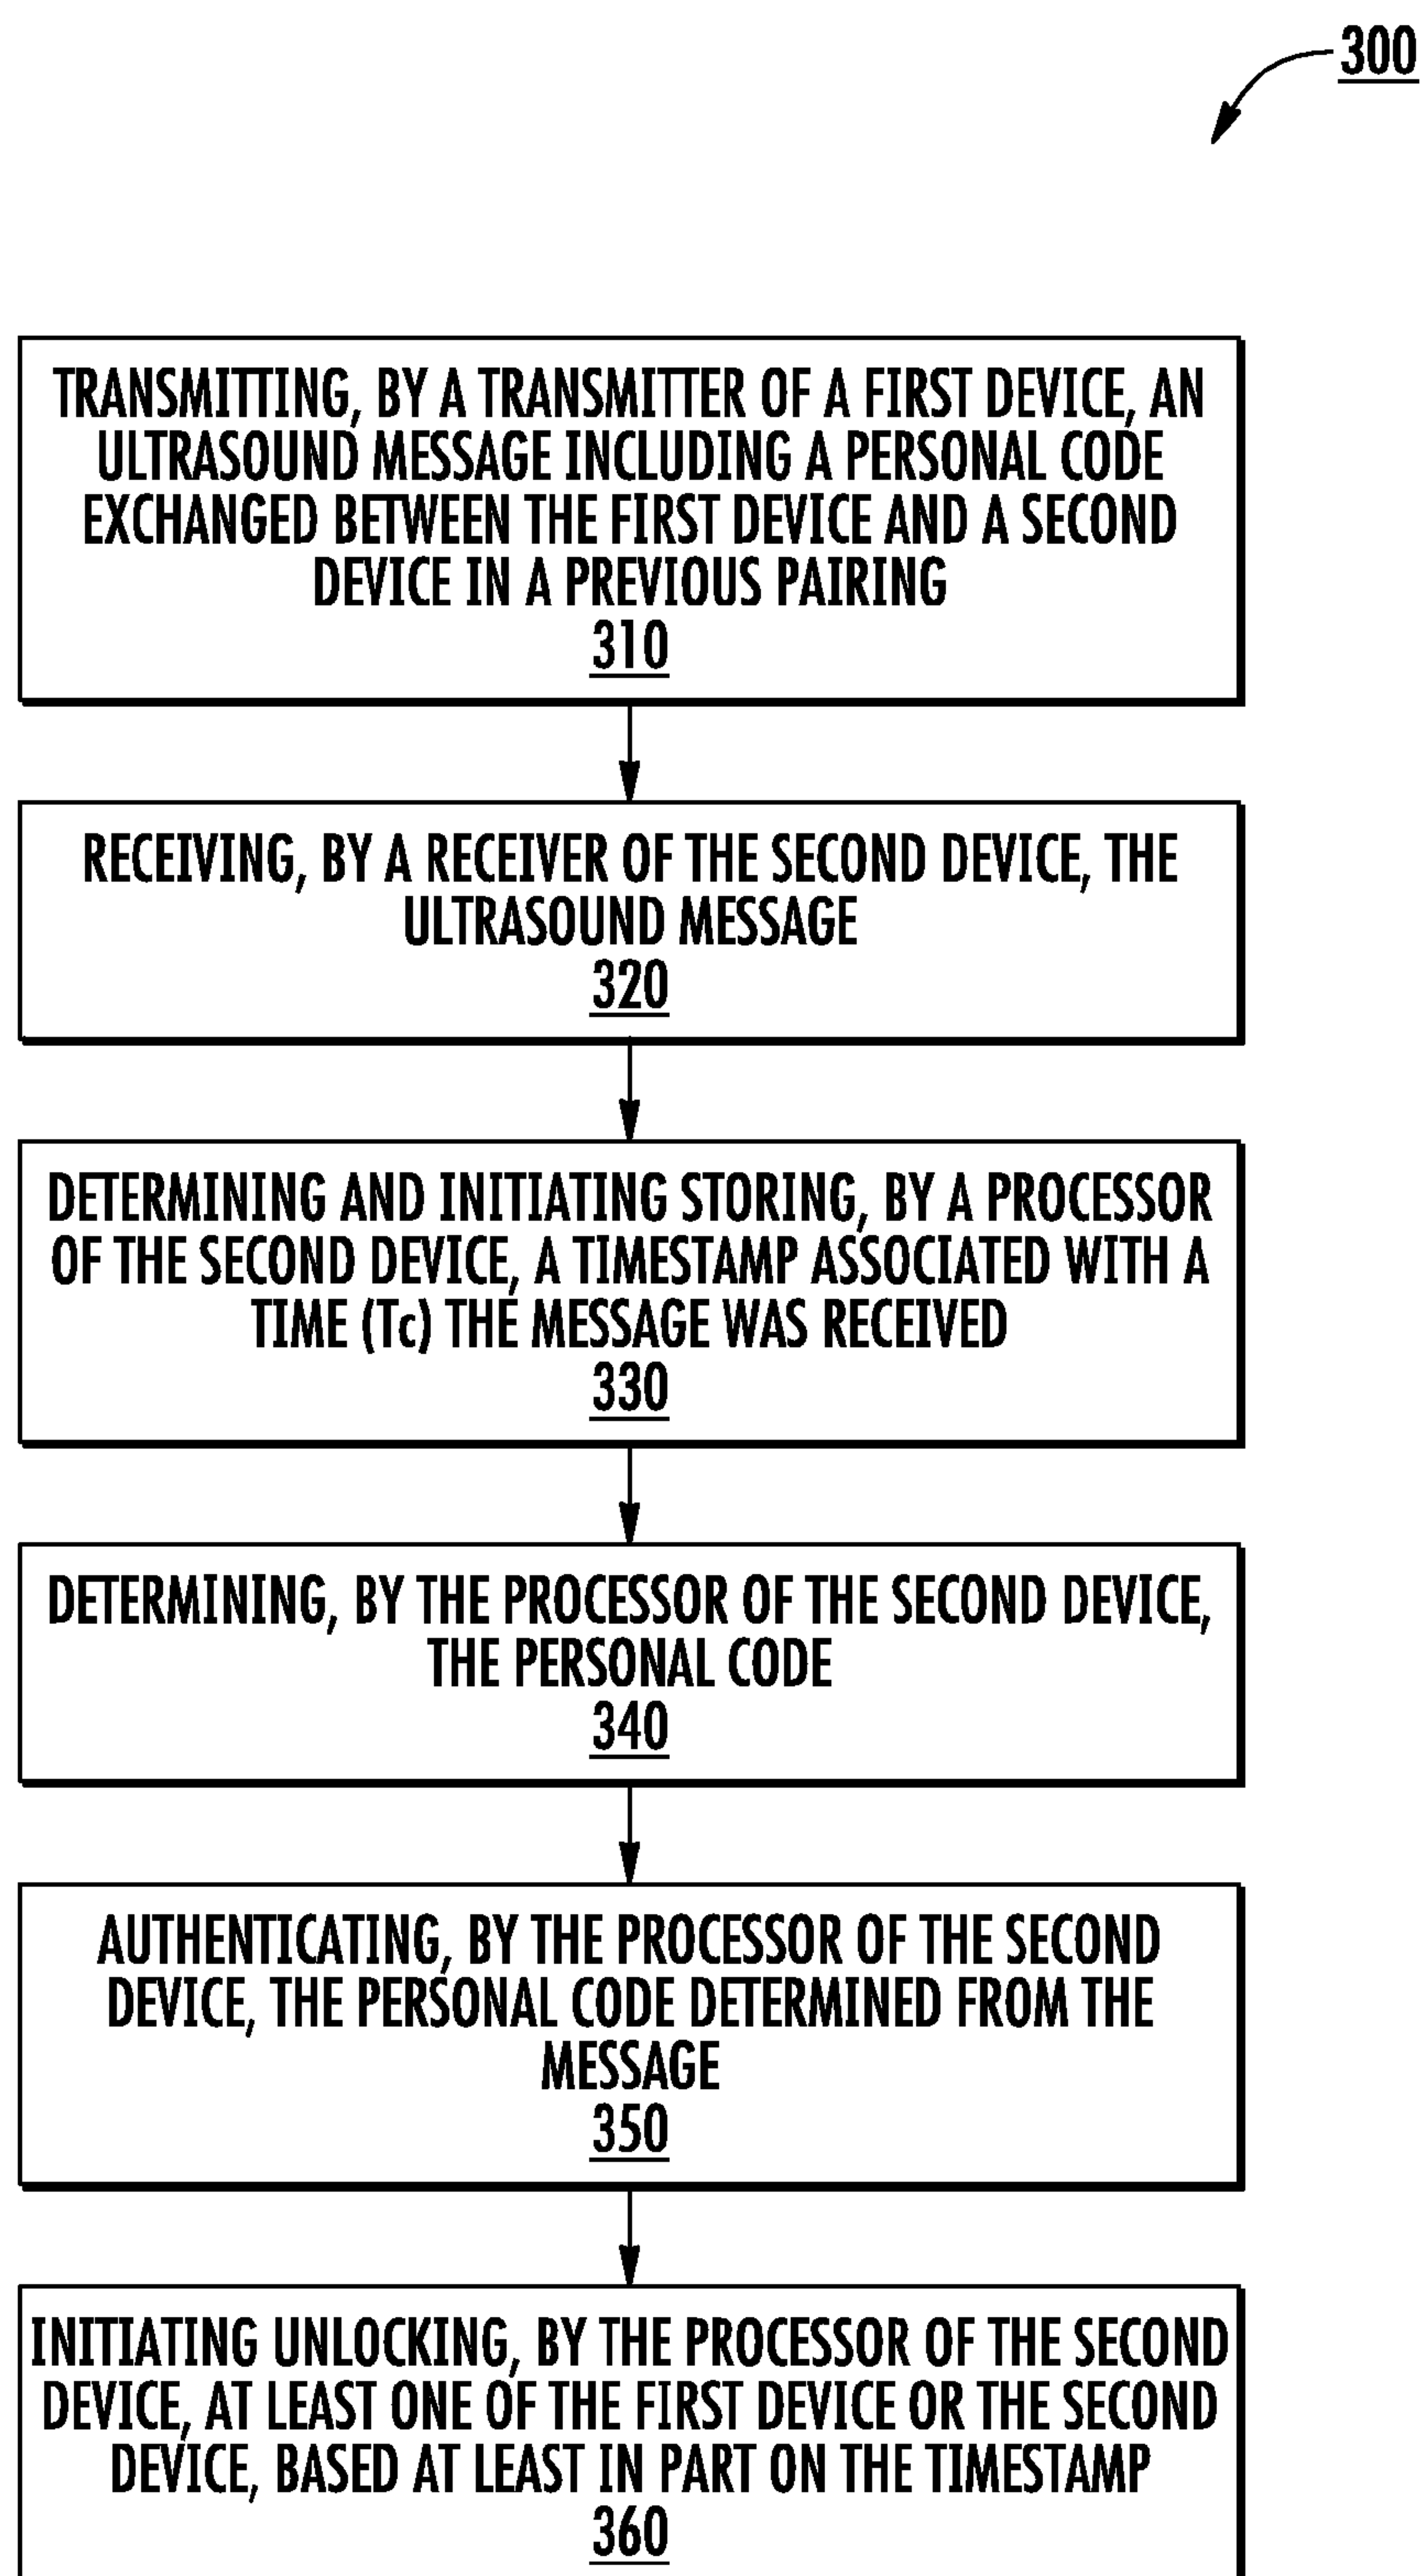 300
TRANSMITTING, BY A TRANSMITTER OF A FIRST DEVICE, AN
ULTRASOUND MESSAGE INCLUDING A PERSONAL CODE
EXCHANGED BETWEEN THE FIRST DEVICE AND A SECOND
DEVICE IN A PREVIOUS PAIRING
310
RECEIVING, BY A RECEIVER OF THE SECOND DEVICE, THE
ULTRASOUND MESSAGE
320
DETERMINING AND INITIATING STORING, BY A PROCESSOR
OF THE SECOND DEVICE, A TIMESTAMP ASSOCIATED WITH A
TIME (Tc) THE MESSAGE WAS RECEIVED
330
DETERMINING, BY THE PROCESSOR OF THE SECOND DEVICE,
THE PERSONAL CODE
340
AUTHENTICATING, BY THE PROCESSOR OF THE SECOND
DEVICE, THE PERSONAL CODE DETERMINED FROM THE
MESSAGE
350
INITIATING UNLOCKING, BY THE PROCESSOR OF THE SECOND
DEVICE, AT LEAST ONE OF THE FIRST DEVICE OR THE SECOND
DEVICE, BASED AT LEAST IN PART ON THE TIMESTAMP
360